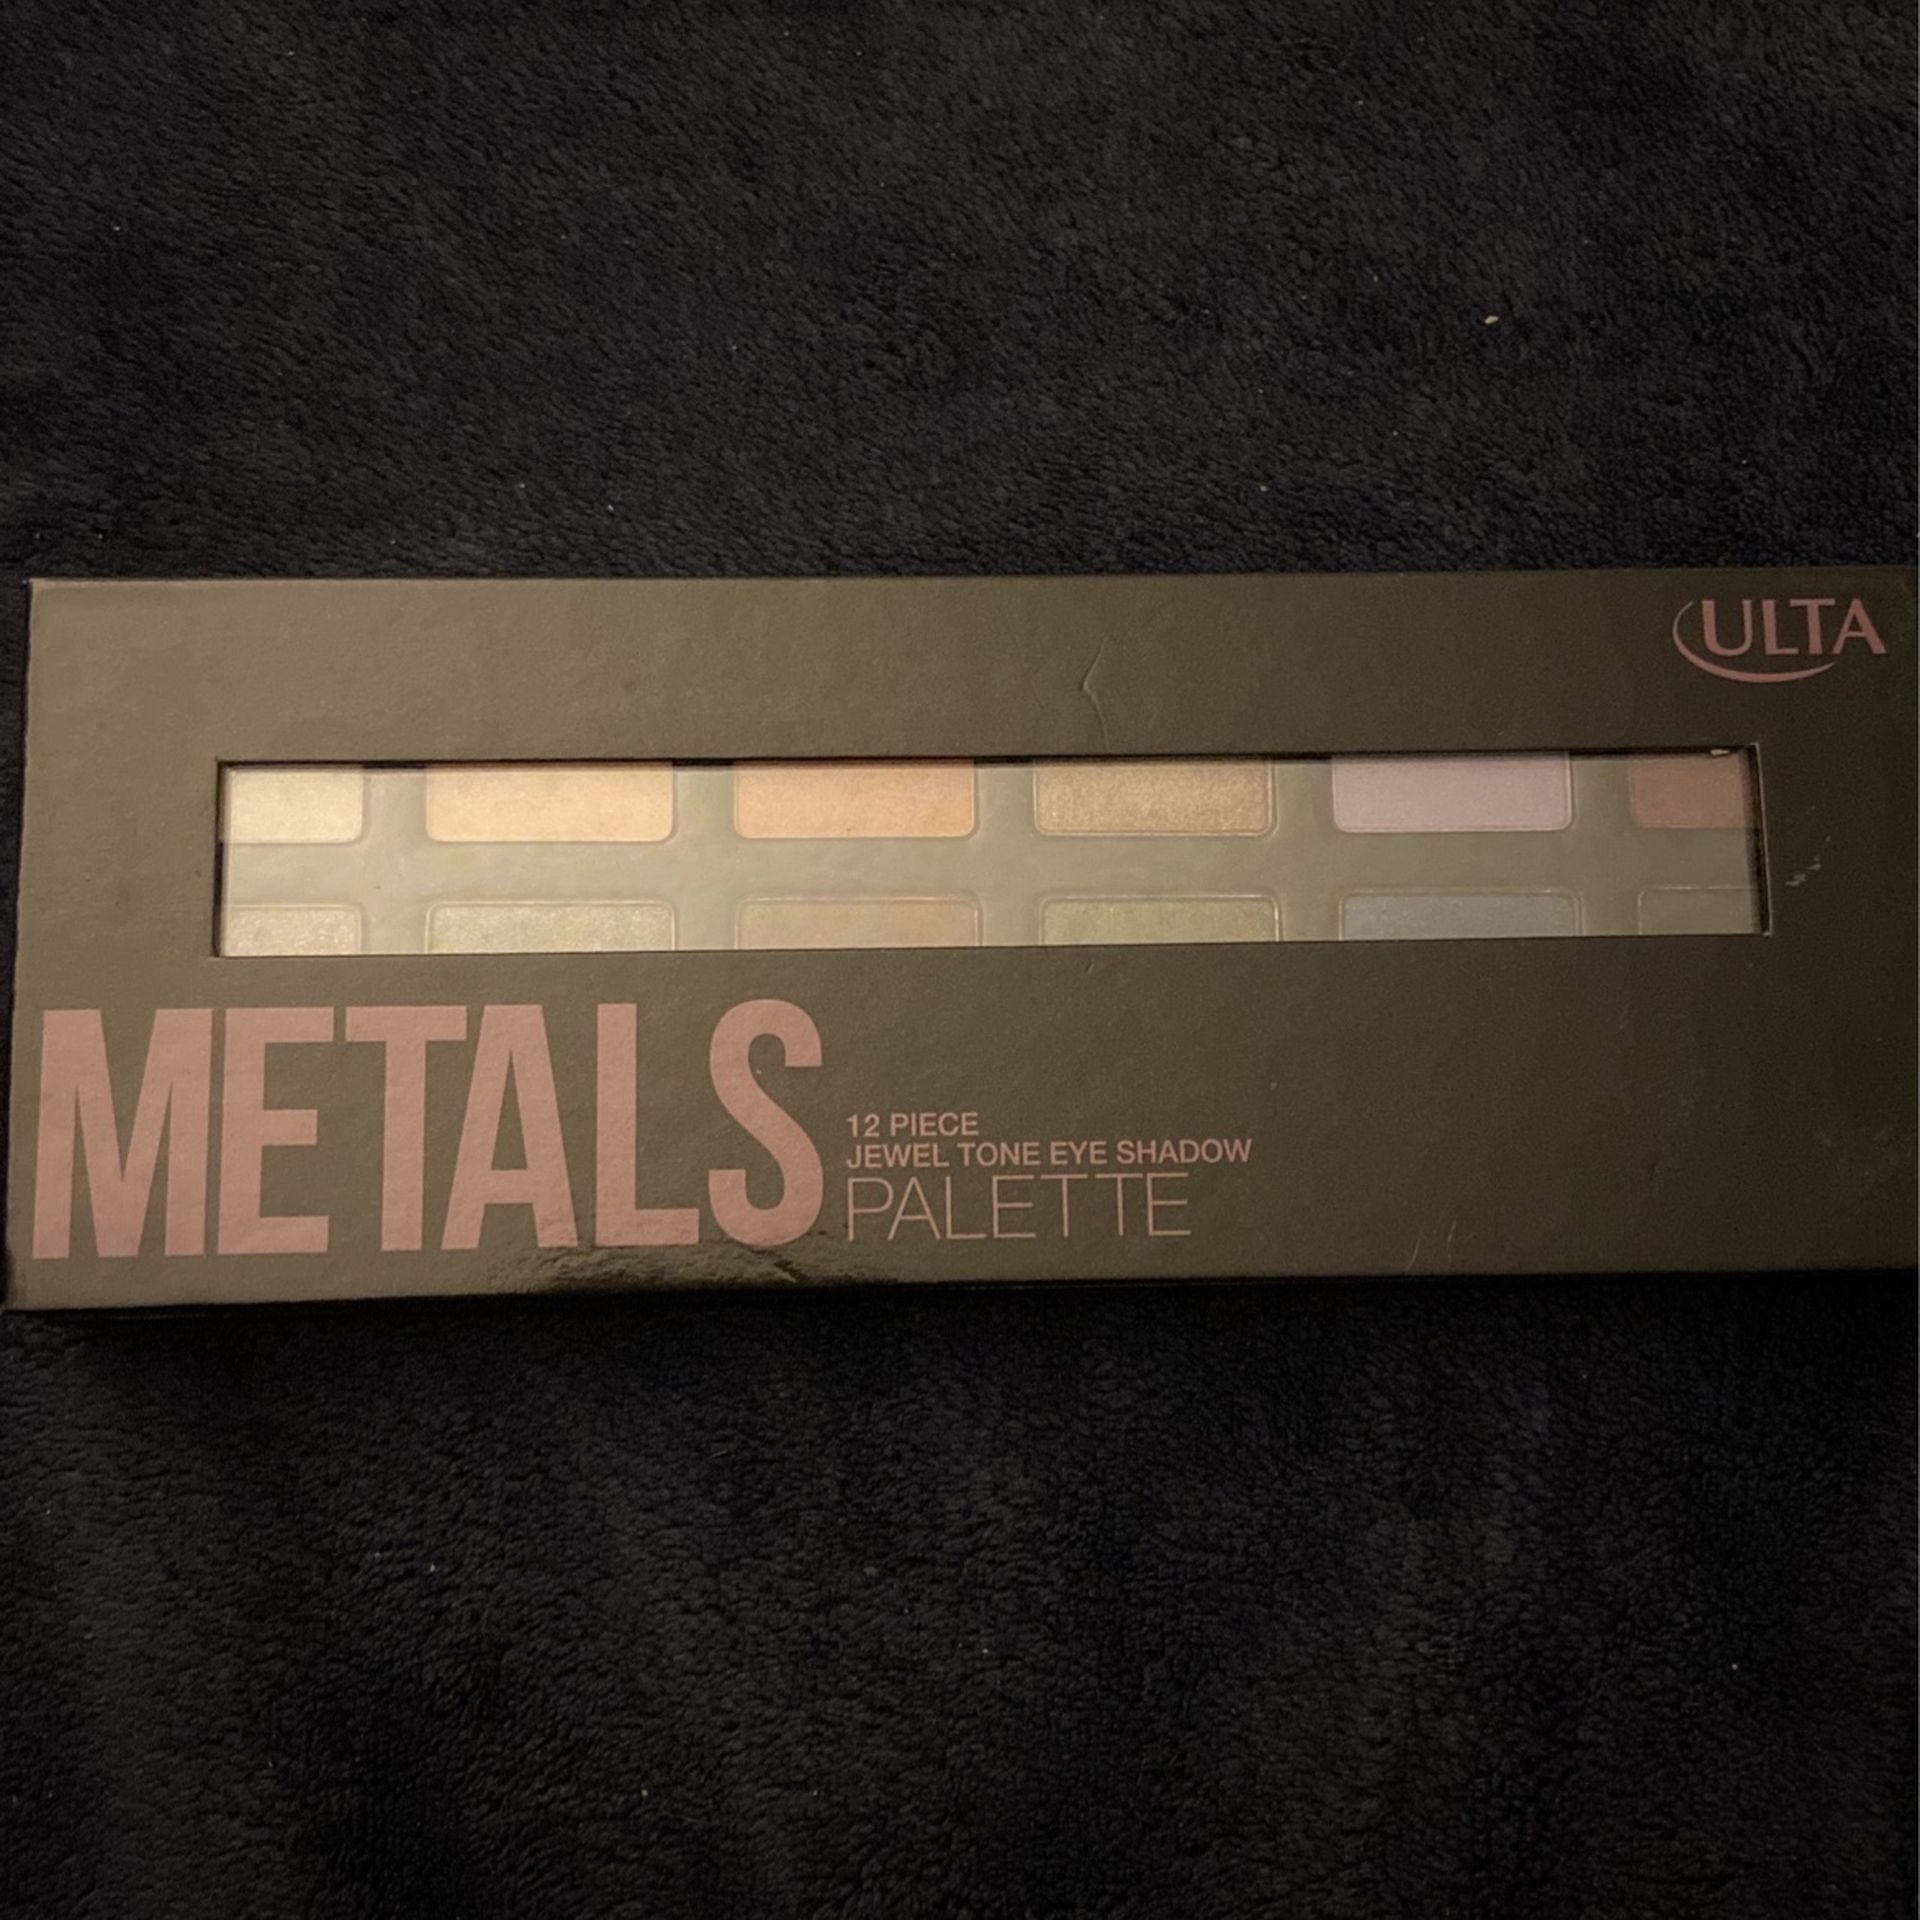 ULTA
METALS
12 PIECE
JEWEL TONE EYE SHADOW
PALETTE